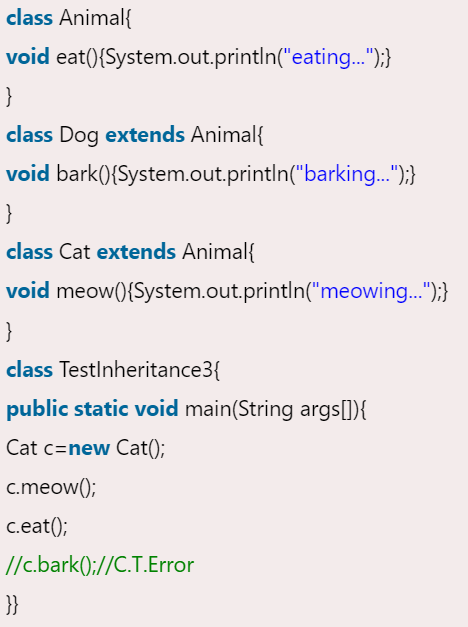 class Animal{
void eat(){System.out.println("eating...");}
}
class Dog extends Animal{
void bark(){System.out.println("barking...");}
}
class Cat extends Animal{
void meow(){System.out.println("meowing...");}
}
class TestInheritance3{
public static void main(String args[]){
Cat c=new Cat();
c.meow();
c.eat();
//c.bark();//C.T.Error
}}